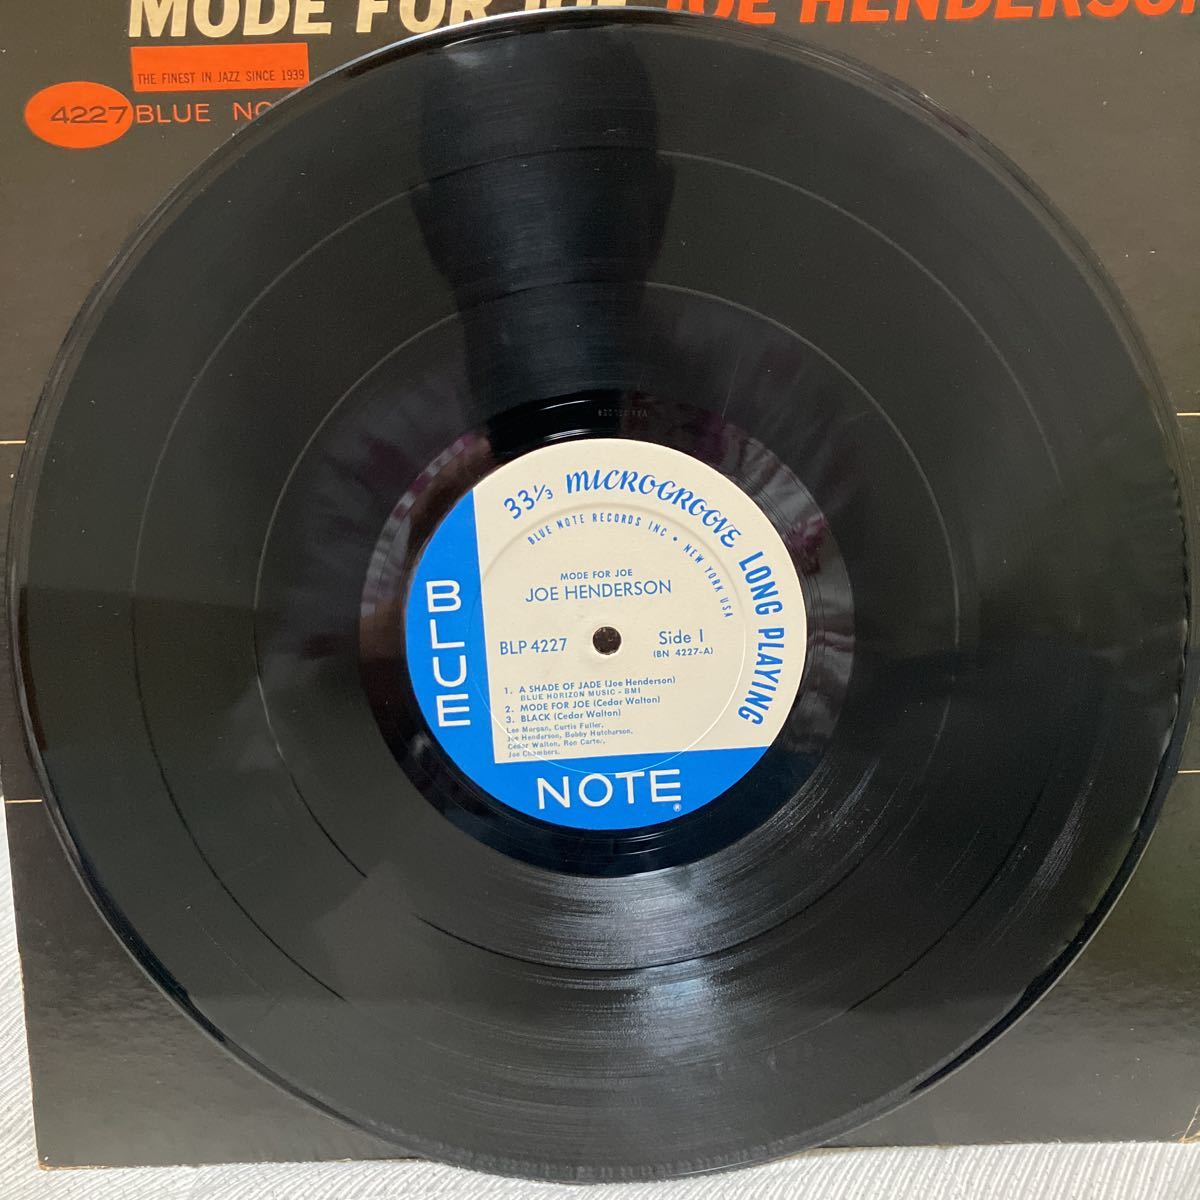 MODE FOR JOE JOE HENDERSON
THE FINEST IN JAZZ SINCE 1939
4227 BLUE NO
33 1/3 MICROGROOVE LONG PLAYING
BLUE NOTE RECORDS INC • NEW YORK USA
MODE FOR JOE
JOE HENDERSON
BLP 4227 Side 1
(BN 4227-A)
1. A SHADE OF JADE (Joe Henderson)
BLUE HORIZON MUSIC - BMI
2. MODE FOR JOE (Cedar Walton)
3. BLACK (Cedar Walton)
Lee Morgan, Curtis Fuller,
Joe Henderson, Bobby Hutcherson,
Cedar Walton, Ron Carter,
Joe Chambers.
BLUE
NOTE®